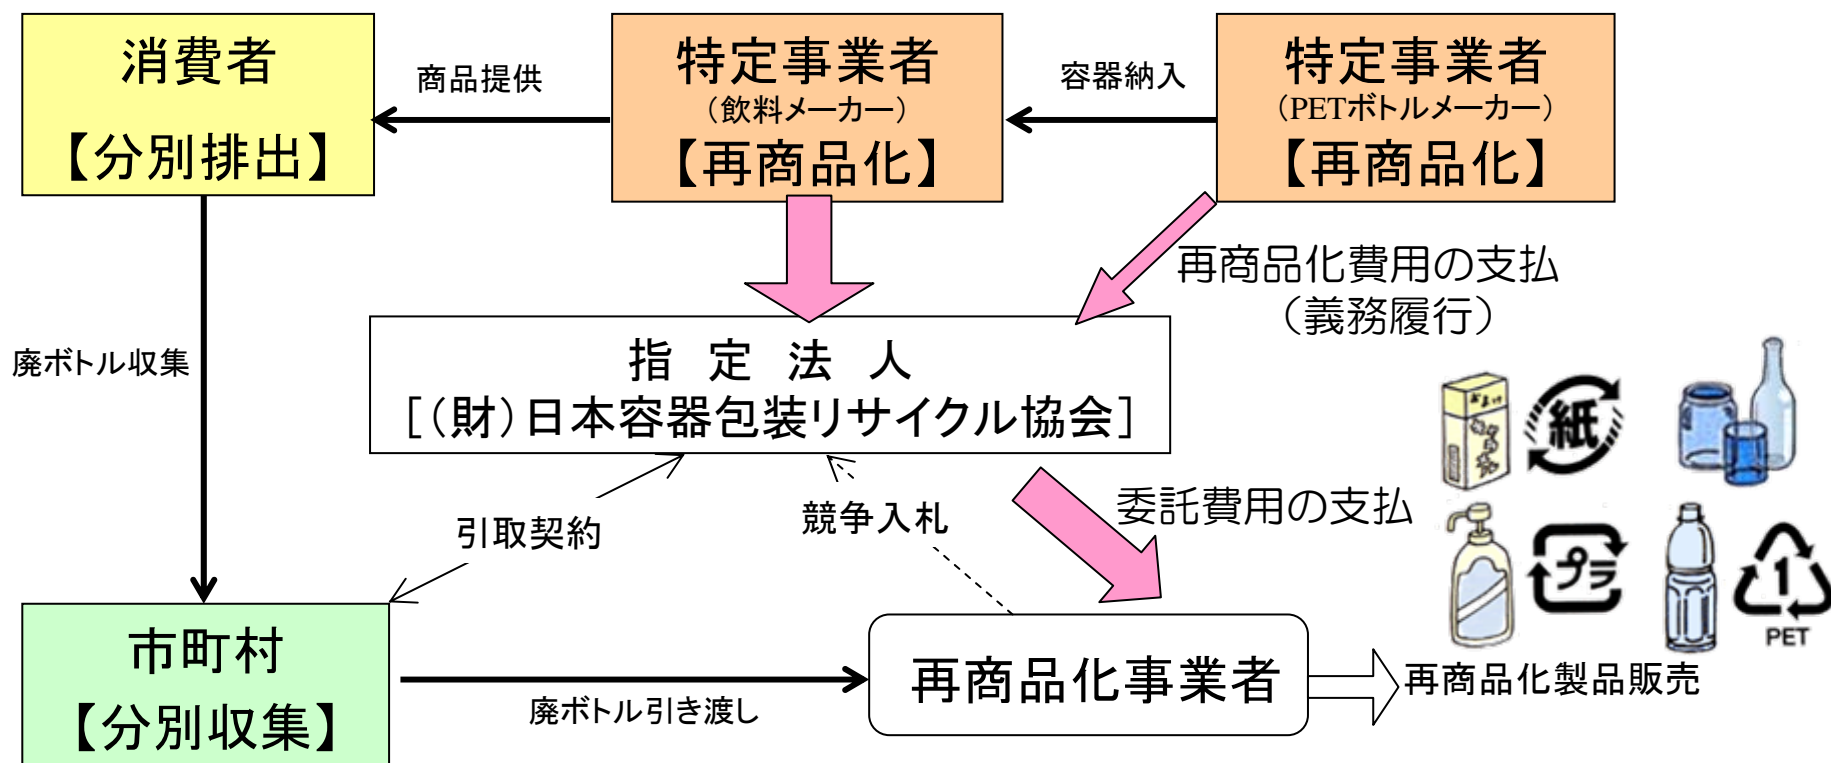 消費者
【分別排出】
商品提供
特定事業者
（飲料メーカー）
【再商品化】
容器納入
特定事業者
（PETボトルメーカー）
【再商品化】
再商品化費用の支払
（義務履行）
廃ボトル収集
指 定 法 人
［（財）日本容器包装リサイクル協会］
引取契約
競争入札
委託費用の支払
紙
プラ
1
PET
市町村
【分別収集】
廃ボトル引き渡し
再商品化事業者
再商品化製品販売